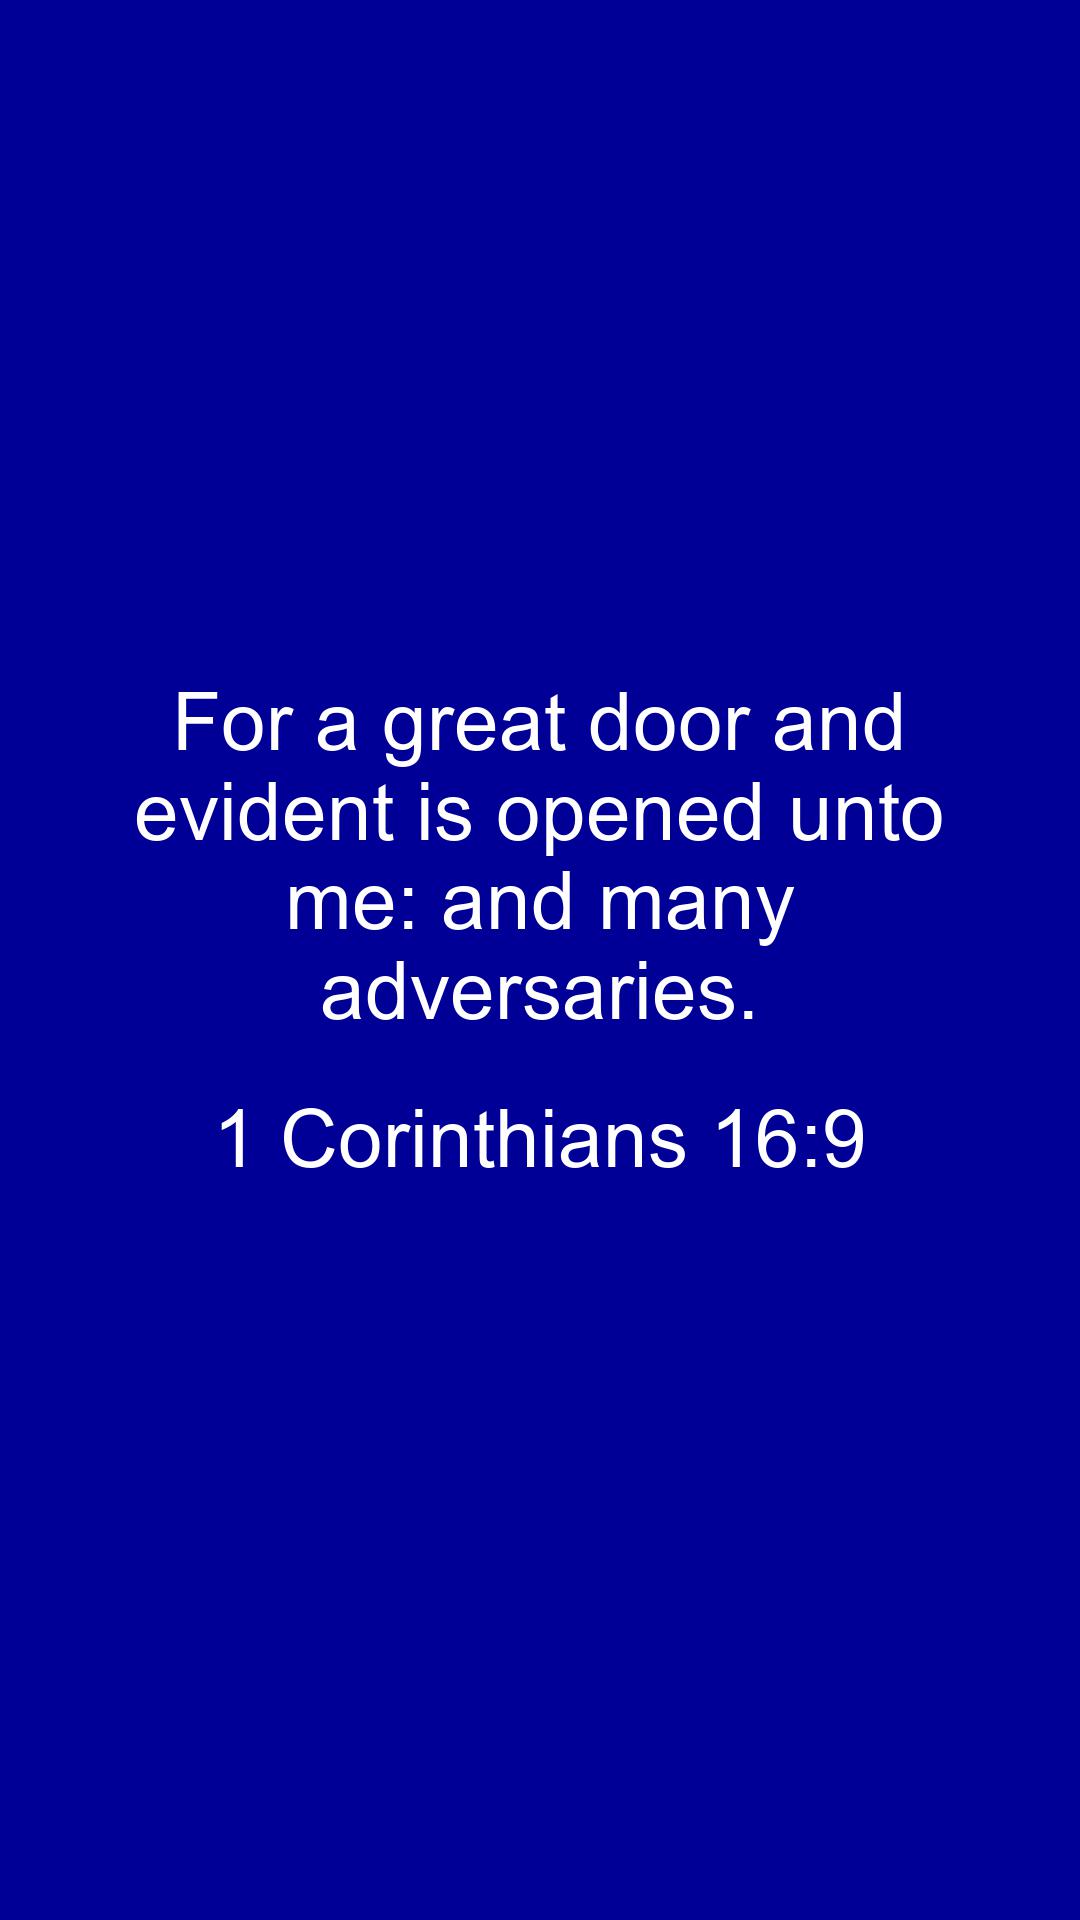 For a great door and
evident is opened unto
me: and many
adversaries.
1 Corinthians 16:9